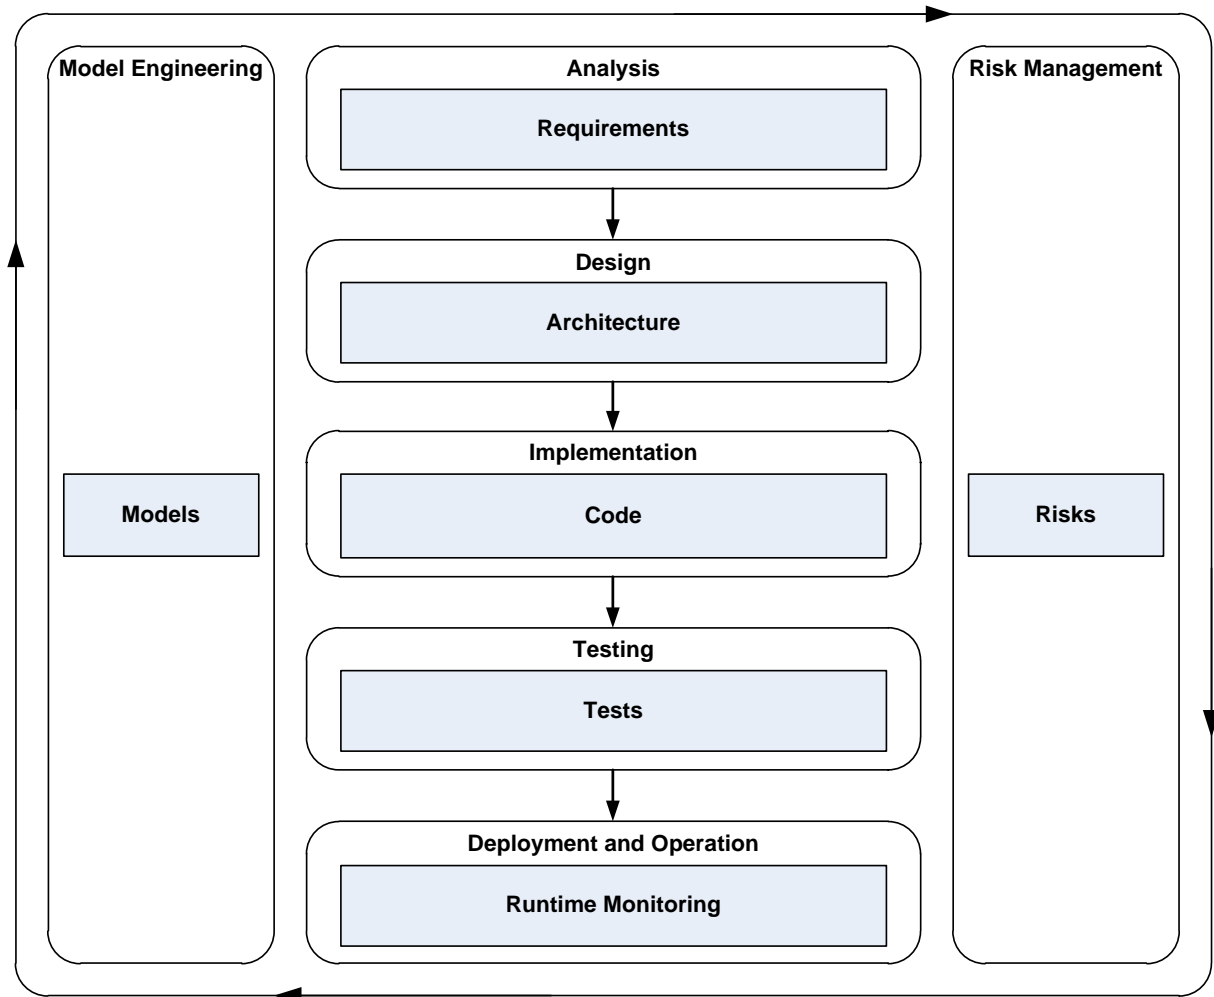 Model Engineering
Analysis
Risk Management
Requirements
Design
Architecture
Implementation
Models
Code
Risks
Testing
Tests
Deployment and Operation
Runtime Monitoring